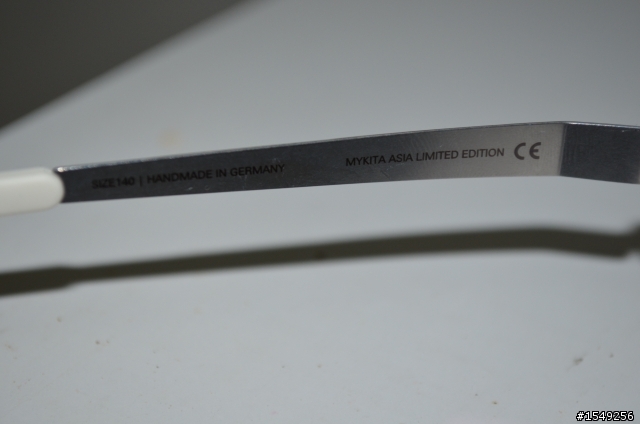 SIZE140 | HANDMADE IN GERMANY MYKITA ASIA LIMITED EDITION CE
#1549256